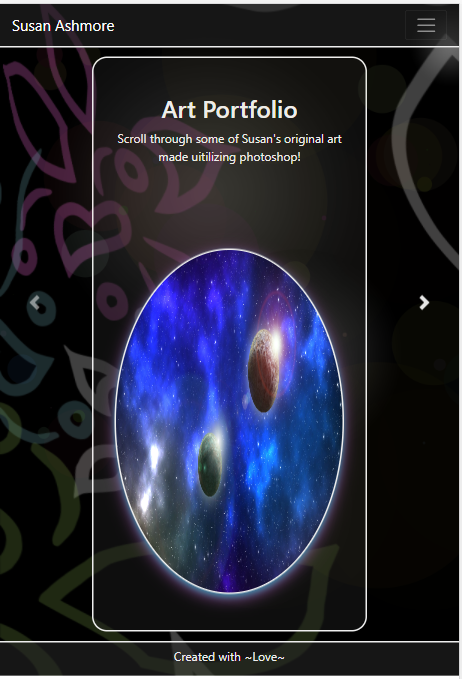 Susan Ashmore
Art Portfolio
Scroll through some of Susan's original art
made uitilizing photoshop!
Created with ~Love~